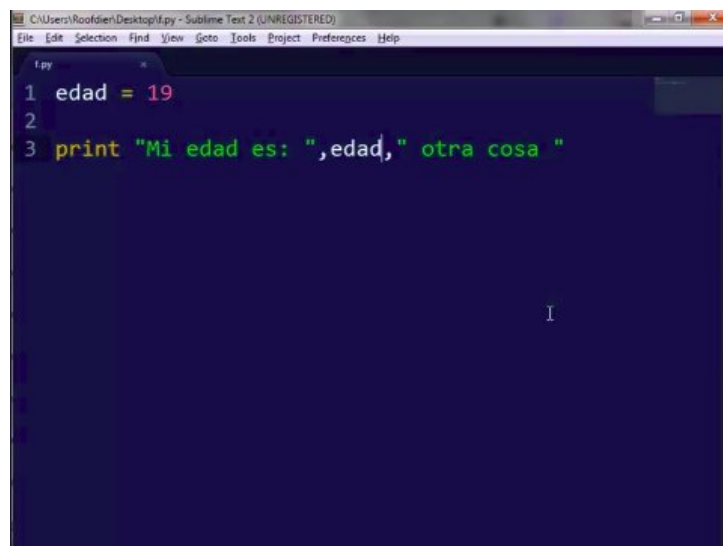 C:\Users\Roofdier\Desktop\f.py - Sublime Text 2 (UNREGISTERED)
File Edit Selection Find View Goto Tools Project Preferences Help
f.py ×
1 edad = 19
2
3 print "Mi edad es: ",edad," otra cosa "